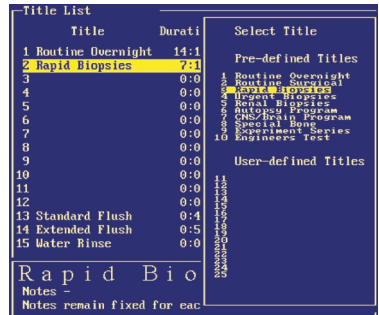 Title List
Title Durati
1 Routine Overnight 14:1
2 Rapid Biopsies 7:1
3 0:0
4 0:0
5 0:0
6 0:0
7 0:0
8 0:0
9 0:0
10 0:0
11 0:0
12 0:0
13 Standard Flush 0:4
14 Extended Flush 0:5
15 Water Rinse 0:0
Rapid Bio
Notes -
Notes remain fixed for eac
Select Title
Pre-defined Titles
1 Routine Overnight
2 Routine Surgical
3 Rapid Biopsies
4 Urgent Biopsies
5 Renal Biopsies
6 Autopsy Program
7 CNS/Brain Program
8 Special Bone
9 Experiment Series
10 Engineers Test
User-defined Titles
11
12
13
14
15
16
17
18
19
20
21
22
23
24
25